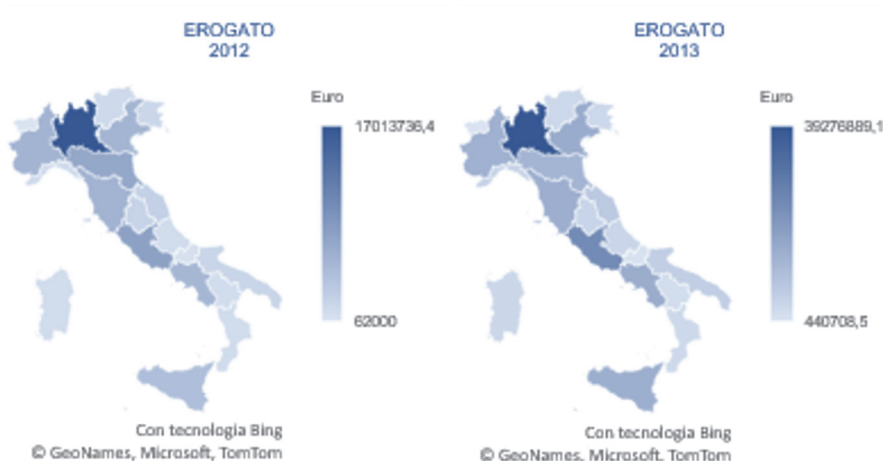 EROGATO
2012
Euro
17013736,4
62000
Con tecnologia Bing
© GeoNames, Microsoft, TomTom
EROGATO
2013
Euro
39276889,1
440708,5
Con tecnologia Bing
© GeoNames, Microsoft, TomTom